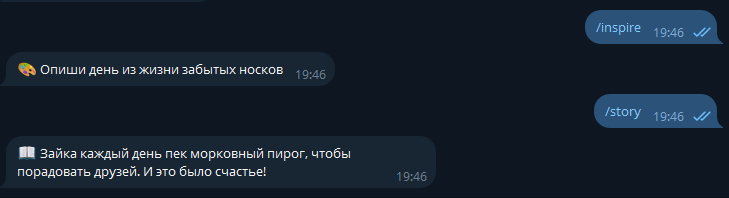 /inspire 19:46
🎨 Опиши день из жизни забытых носков 19:46
/story 19:46
📖 Зайка каждый день пек морковный пирог, чтобы
порадовать друзей. И это было счастье! 19:46